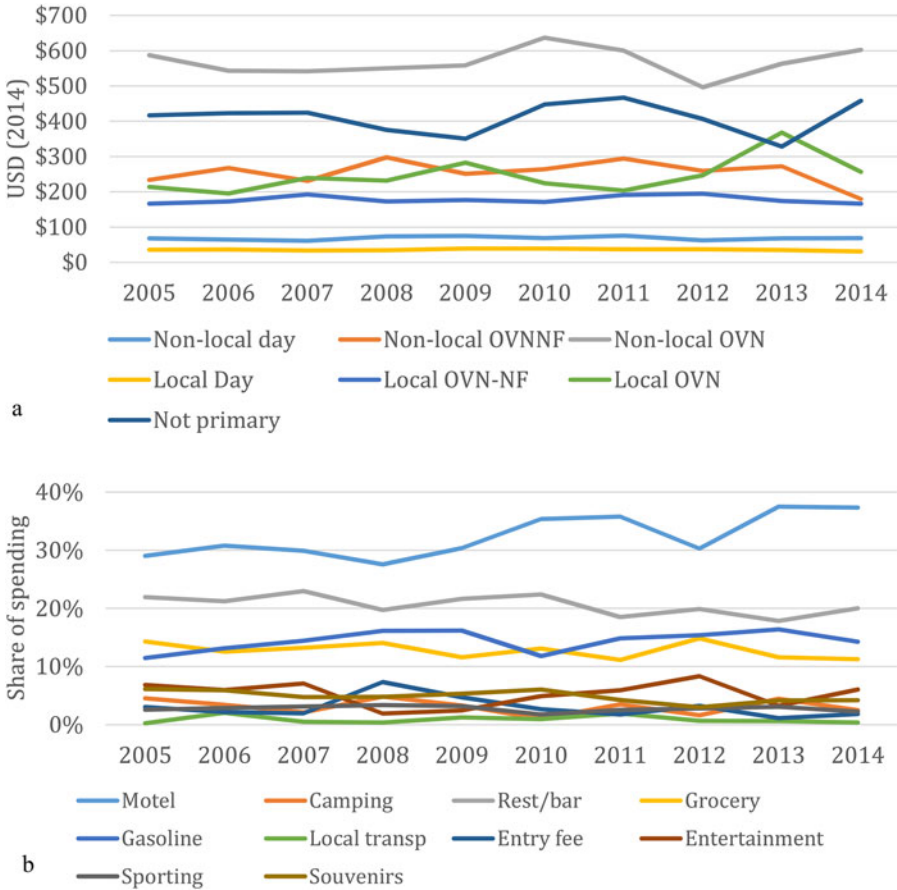 $700
$600
$500
$400
$300
$200
$100
$0
USD (2014)
2005 2006 2007 2008 2009 2010 2011 2012 2013 2014
Non-local day Non-local OVNNF Non-local OVN
Local Day Local OVN-NF Local OVN
Not primary
a
40%
30%
20%
10%
0%
Share of spending
2005 2006 2007 2008 2009 2010 2011 2012 2013 2014
Motel Camping Rest/bar Grocery
Gasoline Local transp Entry fee Entertainment
Sporting Souvenirs
b